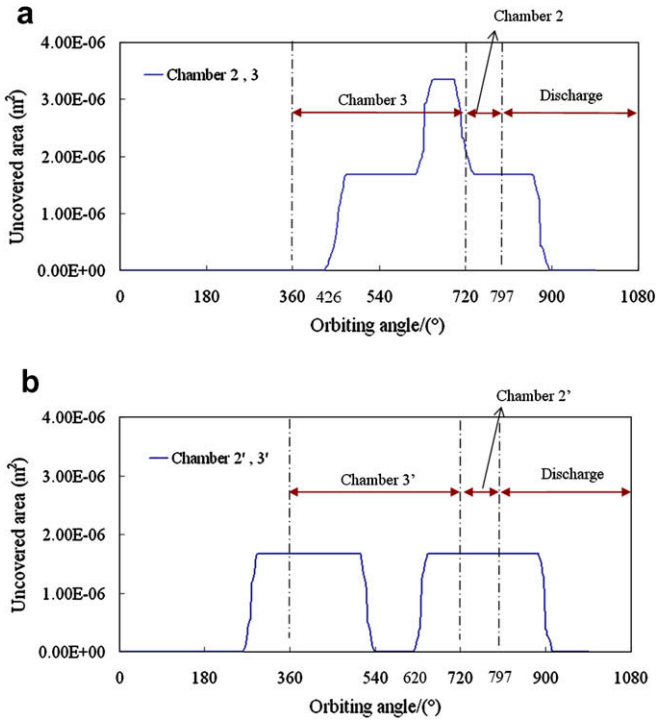 a
Chamber 2
4.00E-06
Chamber 2 , 3
Chamber 3
Discharge
3.00E-06
2.00E-06
1.00E-06
0.00E+00
Uncovered area (m²)
0 180 360 426 540 720 797 900 1080
Orbiting angle/(°)
b
Chamber 2’
4.00E-06
Chamber 2′ , 3′
Chamber 3’
Discharge
3.00E-06
2.00E-06
1.00E-06
0.00E+00
Uncovered area (m²)
0 180 360 540 620 720 797 900 1080
Orbiting angle/(°)